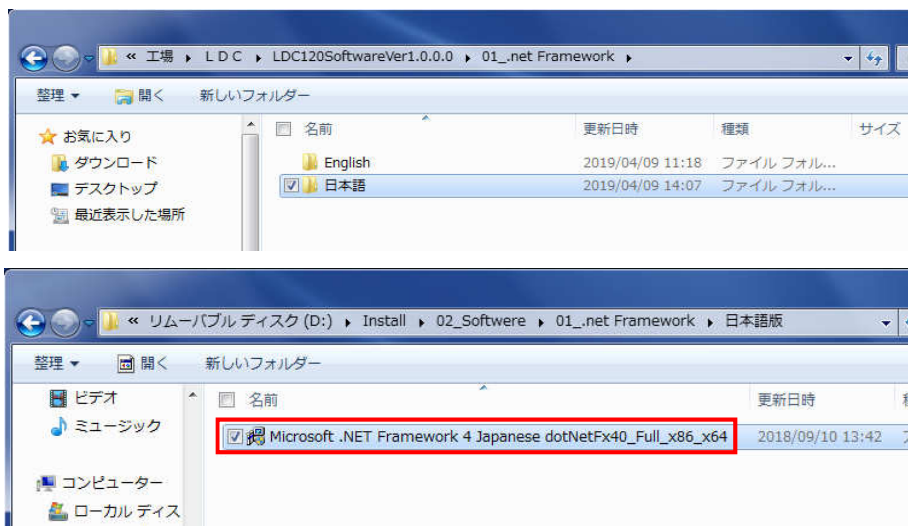 « 工場 ▸ LDC ▸ LDC120SoftwareVer1.0.0.0 ▸ 01_.net Framework ▸
整理 ▼ 開く 新しいフォルダー
お気に入り
ダウンロード
デスクトップ
最近表示した場所
名前 更新日時 種類 サイズ
English 2019/04/09 11:18 ファイル フォル...
日本語 2019/04/09 14:07 ファイル フォル...
« リムーバブル ディスク (D:) ▸ Install ▸ 02_Softwere ▸ 01_.net Framework ▸ 日本語版
整理 ▼ 開く 新しいフォルダー
ビデオ
ミュージック
コンピューター
ローカル ディス
名前 更新日時
Microsoft .NET Framework 4 Japanese dotNetFx40_Full_x86_x64 2018/09/10 13:42